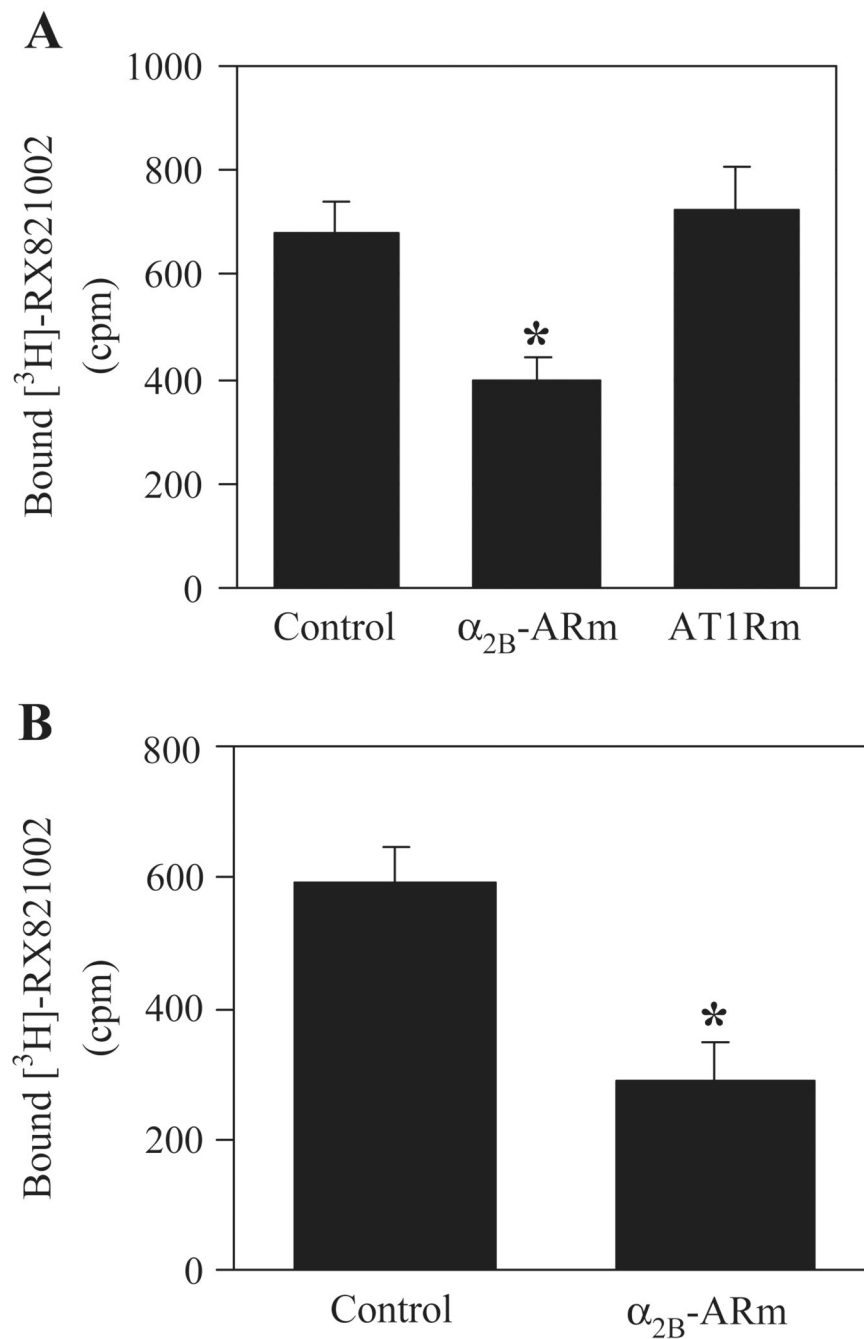 A
Bound [³H]-RX821002
(cpm)
1000
800
600
400
200
0
*
Control
α₂B-ARm
AT1Rm
B
Bound [³H]-RX821002
(cpm)
800
600
400
200
0
*
Control
α₂B-ARm